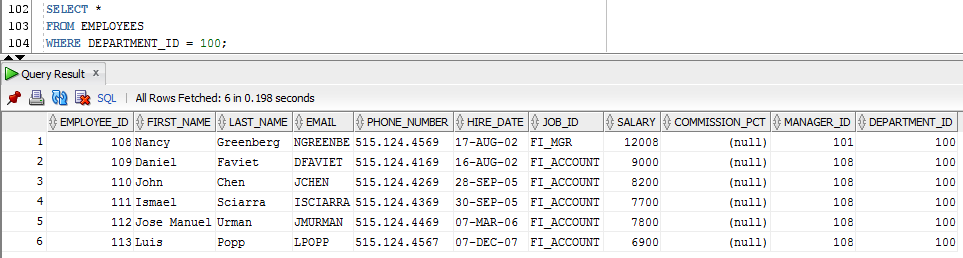 102 SELECT *
103 FROM EMPLOYEES
104 WHERE DEPARTMENT_ID = 100;
Query Result x
SQL | All Rows Fetched: 6 in 0.198 seconds
EMPLOYEE_ID FIRST_NAME LAST_NAME EMAIL PHONE_NUMBER HIRE_DATE JOB_ID SALARY COMMISSION_PCT MANAGER_ID DEPARTMENT_ID
1 108 Nancy Greenberg NGREENBE 515.124.4569 17-AUG-02 FI_MGR 12008 (null) 101 100
2 109 Daniel Faviet DFAVIET 515.124.4169 16-AUG-02 FI_ACCOUNT 9000 (null) 108 100
3 110 John Chen JCHEN 515.124.4269 28-SEP-05 FI_ACCOUNT 8200 (null) 108 100
4 111 Ismael Sciarra ISCIARRA 515.124.4369 30-SEP-05 FI_ACCOUNT 7700 (null) 108 100
5 112 Jose Manuel Urman JMURMAN 515.124.4469 07-MAR-06 FI_ACCOUNT 7800 (null) 108 100
6 113 Luis Popp LPOPP 515.124.4567 07-DEC-07 FI_ACCOUNT 6900 (null) 108 100